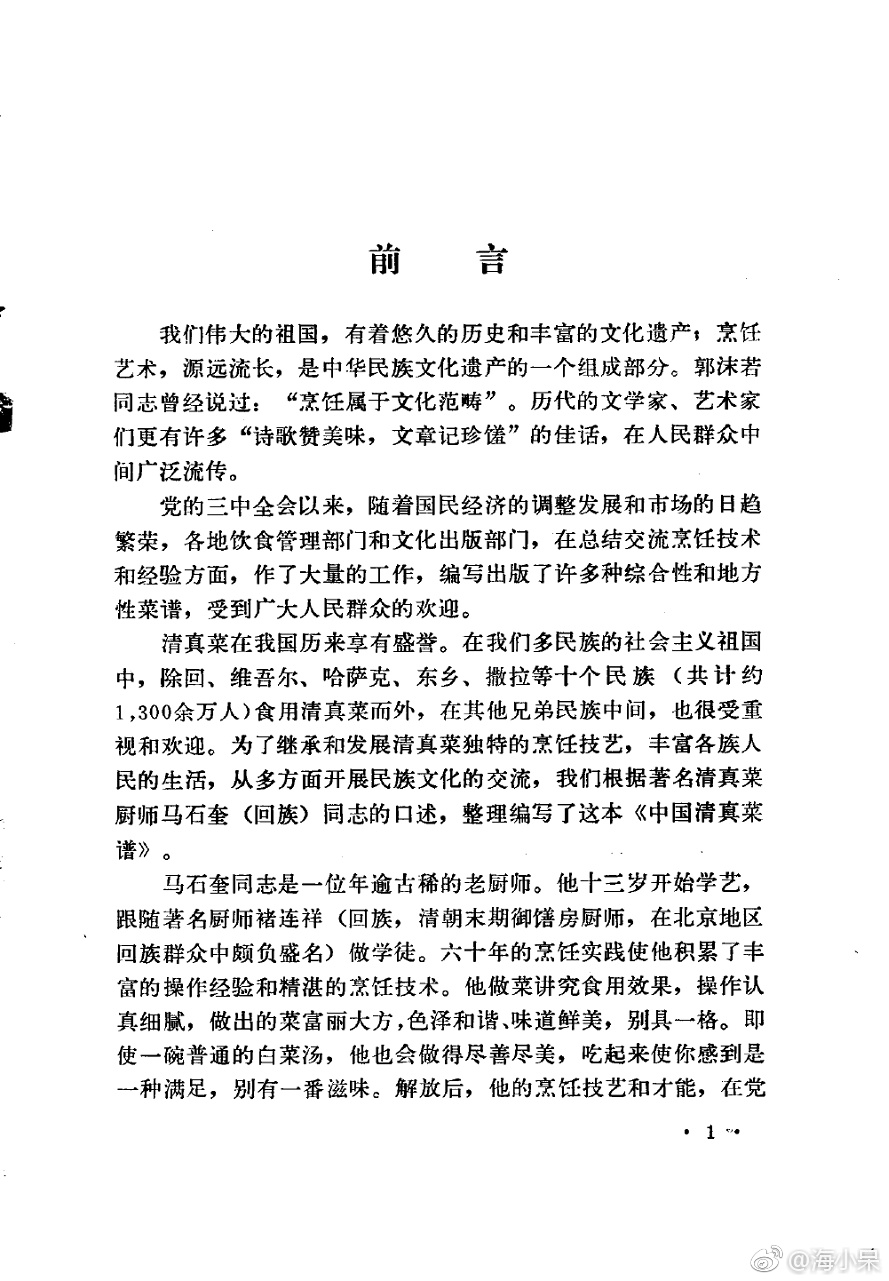 前　言
我们伟大的祖国，有着悠久的历史和丰富的文化遗产；烹饪
艺术，源远流长，是中华民族文化遗产的一个组成部分。郭沫若
同志曾经说过：“烹饪属于文化范畴”。历代的文学家、艺术家
们更有许多“诗歌赞美味，文章记珍馐”的佳话，在人民群众中
间广泛流传。
党的三中全会以来，随着国民经济的调整发展和市场的日趋
繁荣，各地饮食管理部门和文化出版部门，在总结交流烹饪技术
和经验方面，作了大量的工作，编写出版了许多种综合性和地方
性菜谱，受到广大人民群众的欢迎。
清真菜在我国历来享有盛誉。在我们多民族的社会主义祖国
中，除回、维吾尔、哈萨克、东乡、撒拉等十个民族（共计约
1,300余万人）食用清真菜而外，在其他兄弟民族中间，也很受重
视和欢迎。为了继承和发展清真菜独特的烹饪技艺，丰富各族人
民的生活，从多方面开展民族文化的交流，我们根据著名清真菜
厨师马石奎（回族）同志的口述，整理编写了这本《中国清真菜
谱》。
马石奎同志是一位年逾古稀的老厨师。他十三岁开始学艺，
跟随著名厨师褚连祥（回族，清朝末期御馐房厨师，在北京地区
回族群众中颇负盛名）做学徒。六十年的烹饪实践使他积累了丰
富的操作经验和精湛的烹饪技术。他做菜讲究食用效果，操作认
真细腻，做出的菜富丽大方，色泽和谐、味道鲜美，别具一格。即
使一碗普通的白菜汤，他也会做得尽善尽美，吃起来使你感到是
一种满足，别有一番滋味。解放后，他的烹饪技艺和才能，在党
· 1 ·
@海小呆